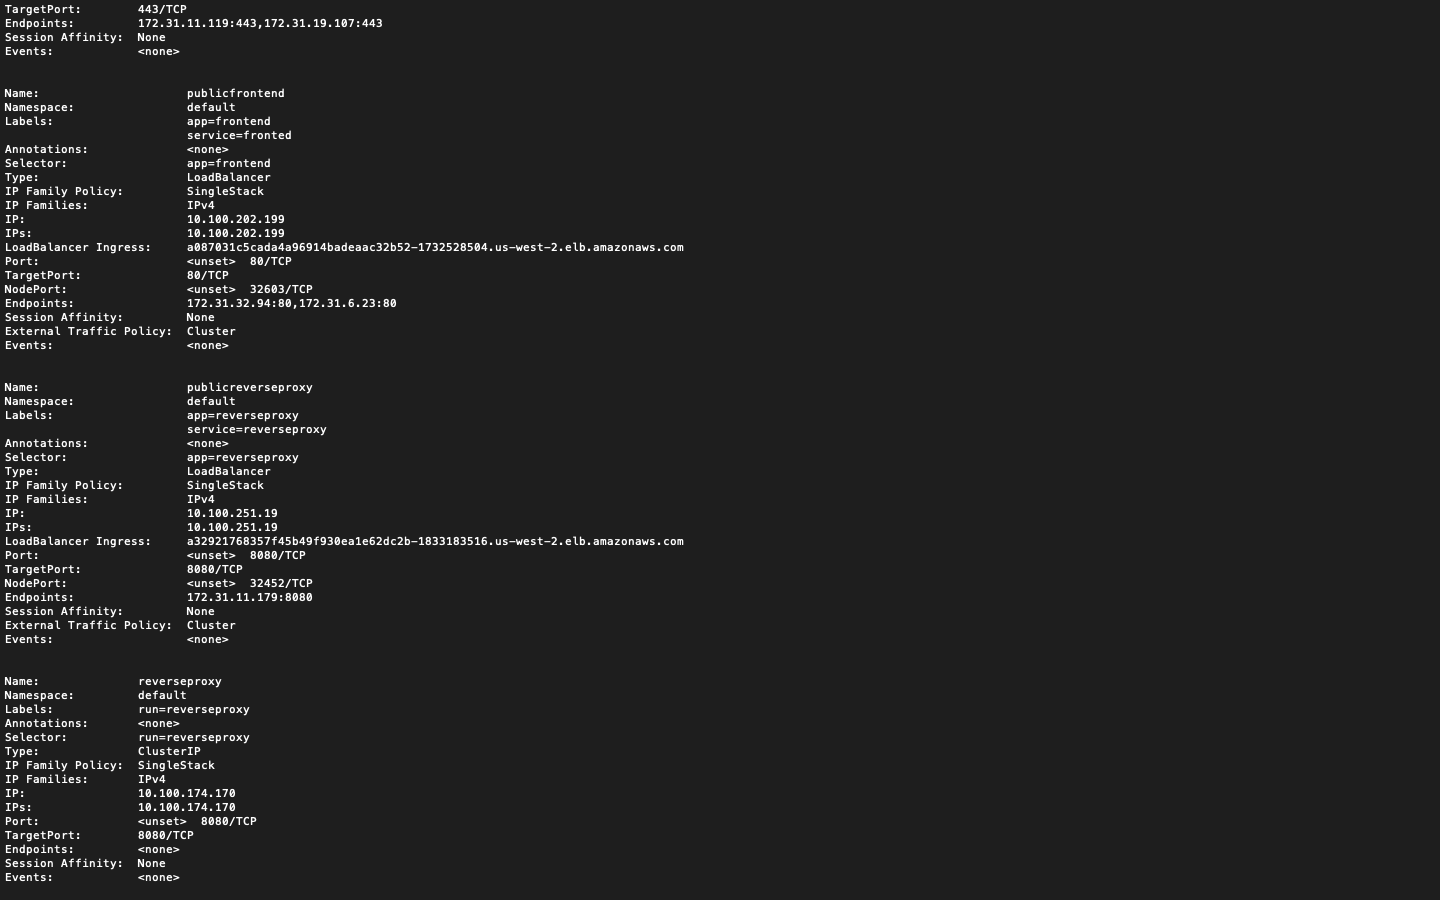 TargetPort:        443/TCP
Endpoints:         172.31.11.119:443,172.31.19.107:443
Session Affinity:  None
Events:            <none>
Name:                     publicfrontend
Namespace:                default
Labels:                   app=frontend
                          service=fronted
Annotations:              <none>
Selector:                 app=frontend
Type:                     LoadBalancer
IP Family Policy:         SingleStack
IP Families:              IPv4
IP:                       10.100.202.199
IPs:                      10.100.202.199
LoadBalancer Ingress:     a087031c5cada4a96914badeaac32b52-1732528504.us-west-2.elb.amazonaws.com
Port:                     <unset>  80/TCP
TargetPort:               80/TCP
NodePort:                 <unset>  32603/TCP
Endpoints:                172.31.32.94:80,172.31.6.23:80
Session Affinity:         None
External Traffic Policy:  Cluster
Events:                   <none>
Name:                     publicreverseproxy
Namespace:                default
Labels:                   app=reverseproxy
                          service=reverseproxy
Annotations:              <none>
Selector:                 app=reverseproxy
Type:                     LoadBalancer
IP Family Policy:         SingleStack
IP Families:              IPv4
IP:                       10.100.251.19
IPs:                      10.100.251.19
LoadBalancer Ingress:     a32921768357f45b49f930ea1e62dc2b-1833183516.us-west-2.elb.amazonaws.com
Port:                     <unset>  8080/TCP
TargetPort:               8080/TCP
NodePort:                 <unset>  32452/TCP
Endpoints:                172.31.11.179:8080
Session Affinity:         None
External Traffic Policy:  Cluster
Events:                   <none>
Name:              reverseproxy
Namespace:         default
Labels:            run=reverseproxy
Annotations:       <none>
Selector:          run=reverseproxy
Type:              ClusterIP
IP Family Policy:  SingleStack
IP Families:       IPv4
IP:                10.100.174.170
IPs:               10.100.174.170
Port:              <unset>  8080/TCP
TargetPort:        8080/TCP
Endpoints:         <none>
Session Affinity:  None
Events:            <none>